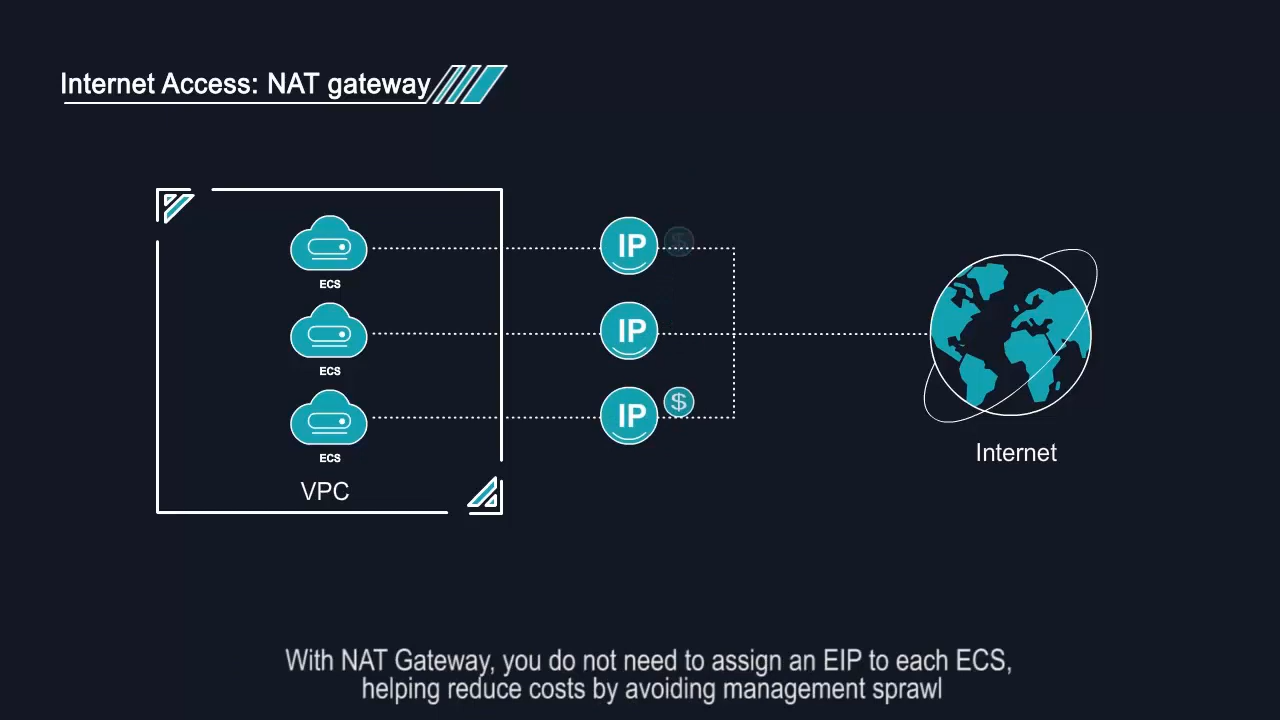 Internet Access: NAT gateway
ECS
IP
$
ECS
IP
ECS
IP
$
VPC
Internet
With NAT Gateway, you do not need to assign an EIP to each ECS,
helping reduce costs by avoiding management sprawl